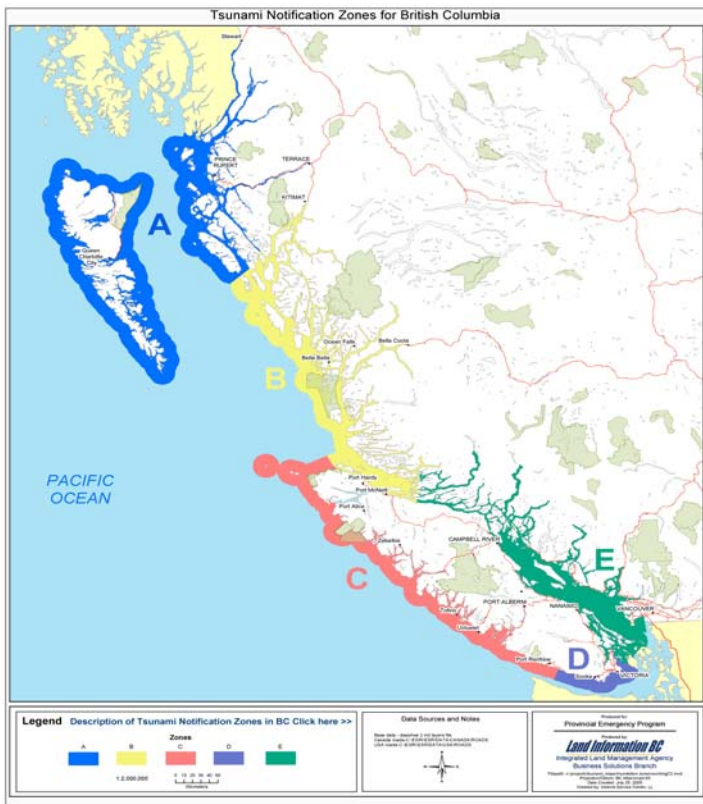 Tsunami Notification Zones for British Columbia
Stewart
PRINCE RUPERT
TERRACE
KITIMAT
A
Queen Charlotte City
Ocean Falls
Bella Bella
Bella Coola
B
PACIFIC
OCEAN
Port Hardy
Port McNeill
Port Alice
Zeballos
CAMPBELL RIVER
C
E
Tofino
Ucluelet
PORT ALBERNI
NANAIMO
VANCOUVER
Port Renfrew
D
Sooke
VICTORIA
Legend Description of Tsunami Notification Zones in BC Click here >>
Zones
A B C D E
1:2,000,000
Kilometers
Data Sources and Notes
Produced for:
Provincial Emergency Program
Produced by:
Land Information BC
Integrated Land Management Agency
Business Solutions Branch